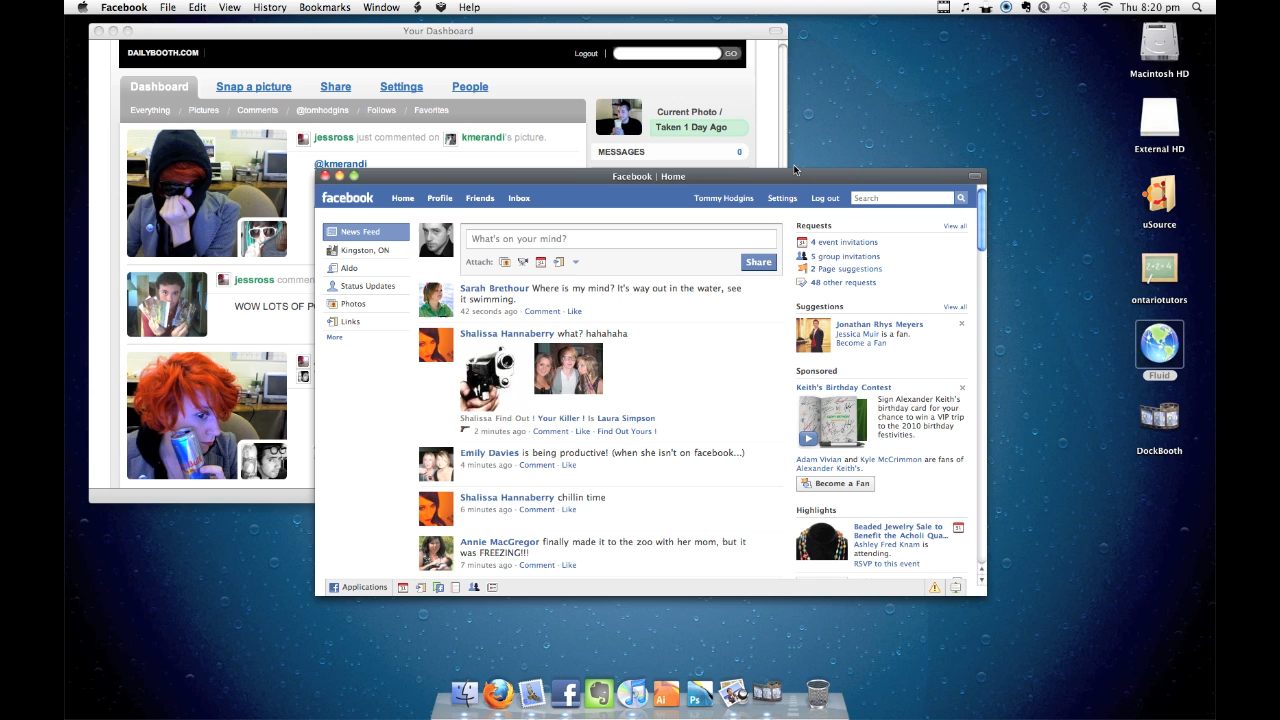 Facebook File Edit View History Bookmarks Window Help
Thu 8:20 pm
Your Dashboard
DAILYBOOTH.COM
Logout
GO
Dashboard Snap a picture Share Settings People
Everything / Pictures / Comments / @tomhodgins / Follows / Favorites
Current Photo /
Taken 1 Day Ago
MESSAGES 0
jessross just commented on kmerandi's picture.
@kmerandi
jessross
WOW LOTS OF
Facebook | Home
facebook Home Profile Friends Inbox
Tommy Hodgins Settings Log out Search
News Feed
Kingston, ON
Aldo
Status Updates
Photos
Links
More
What's on your mind?
Attach:
Share
Sarah Brethour Where is my mind? It's way out in the water, see
it swimming.
42 seconds ago · Comment · Like
Shalissa Hannaberry what? hahahaha
Shalissa Find Out ! Your Killer ! Is Laura Simpson
2 minutes ago · Comment · Like · Find Out Yours !
Emily Davies is being productive! (when she isn't on facebook...)
4 minutes ago · Comment · Like
Shalissa Hannaberry chillin time
6 minutes ago · Comment · Like
Annie MacGregor finally made it to the zoo with her mom, but it
was FREEZING!!!
7 minutes ago · Comment · Like
Requests View all
4 event invitations
5 group invitations
2 Page suggestions
48 other requests
Suggestions View all
Jonathan Rhys Meyers
Jessica Muir is a fan.
Become a Fan
Sponsored
Keith's Birthday Contest
Sign Alexander Keith's
birthday card for your
chance to win a VIP trip
to the 2010 birthday
festivities.
Adam Vivian and Kyle McCrimmon are fans of
Alexander Keith's.
Become a Fan
Highlights
Beaded Jewelry Sale to
Benefit the Acholi Qua...
Ashley Fred Knam is
attending.
RSVP to this event
Applications
Macintosh HD
External HD
uSource
ontariotutors
Fluid
DockBooth
Ai
Ps